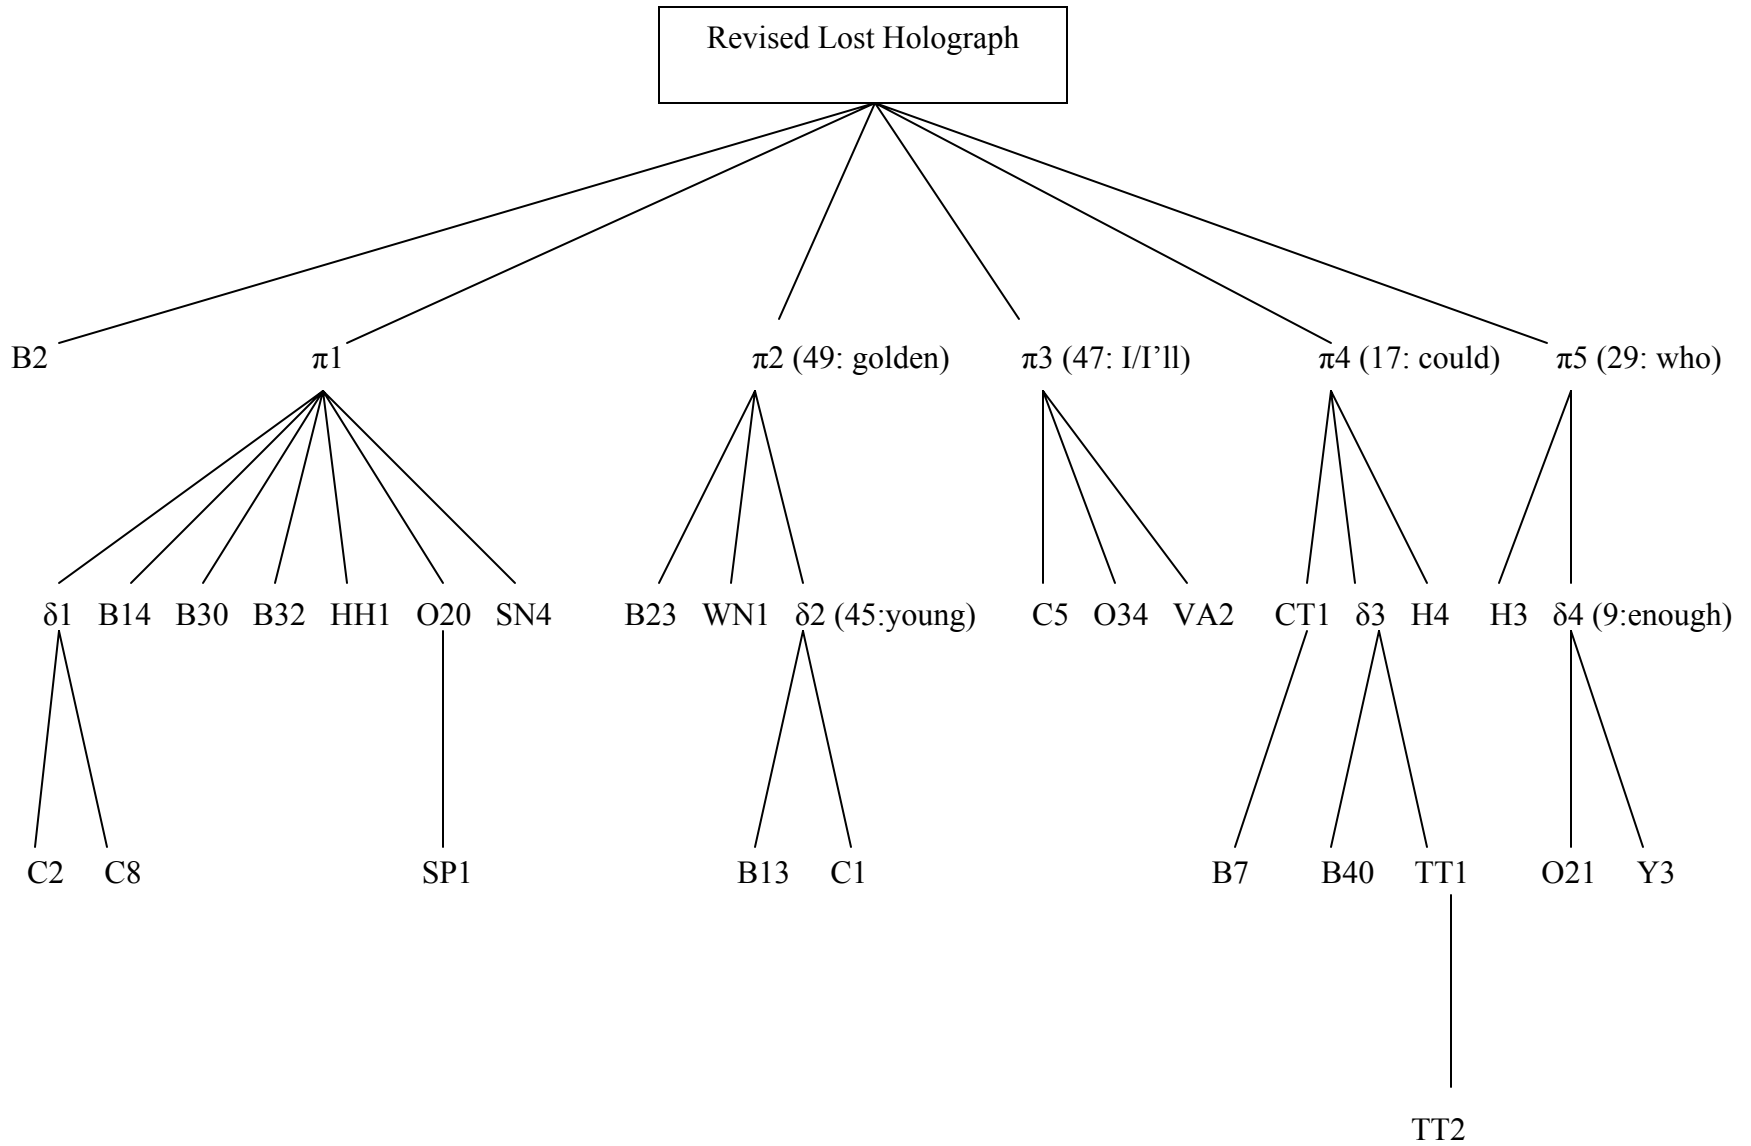 Revised Lost Holograph
B2 π1 π2 (49: golden) π3 (47: I/I’ll) π4 (17: could) π5 (29: who)
δ1 B14 B30 B32 HH1 O20 SN4 B23 WN1 δ2 (45:young) C5 O34 VA2 CT1 δ3 H4 H3 δ4 (9:enough)
C2 C8 SP1 B13 C1 B7 B40 TT1 O21 Y3
TT2